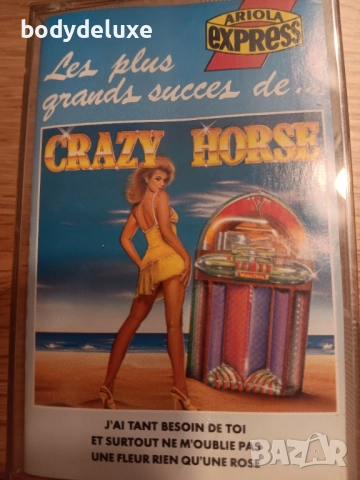 bodydeluxe
ARIOLA
EXPRESS
Les plus
grands succes de...
CRAZY HORSE
J'AI TANT BESOIN DE TOI
ET SURTOUT NE M'OUBLIE PAS
UNE FLEUR RIEN QU'UNE ROSE
bazar